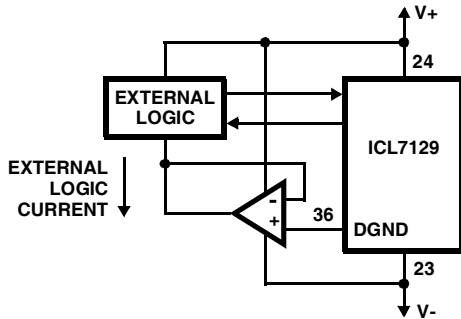 V+
24
EXTERNAL
LOGIC
ICL7129
EXTERNAL
LOGIC
CURRENT
-
+
36
DGND
23
V-